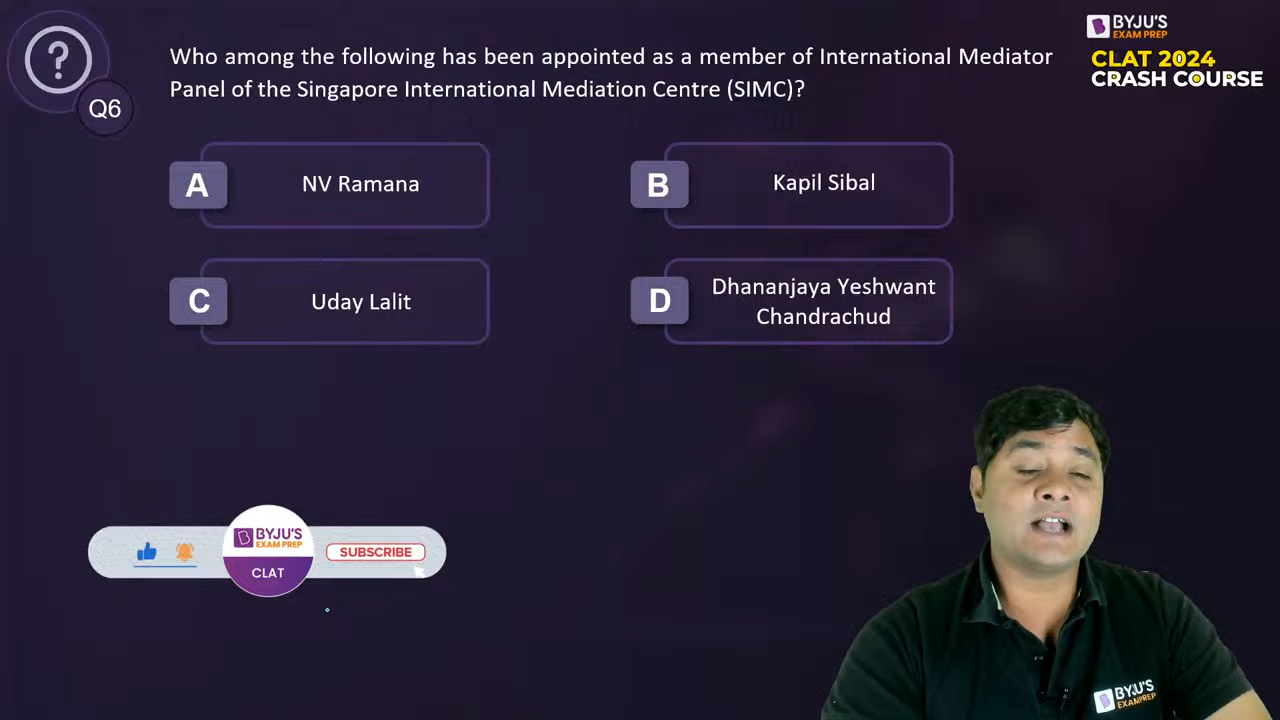 ?
Q6
Who among the following has been appointed as a member of International Mediator
Panel of the Singapore International Mediation Centre (SIMC)?
BYJU'S
EXAM PREP
CLAT 2024
CRASH COURSE
A
NV Ramana
B
Kapil Sibal
C
Uday Lalit
D
Dhananjaya Yeshwant
Chandrachud
BYJU'S
EXAM PREP
CLAT
SUBSCRIBE
BYJU'S
EXAM PREP